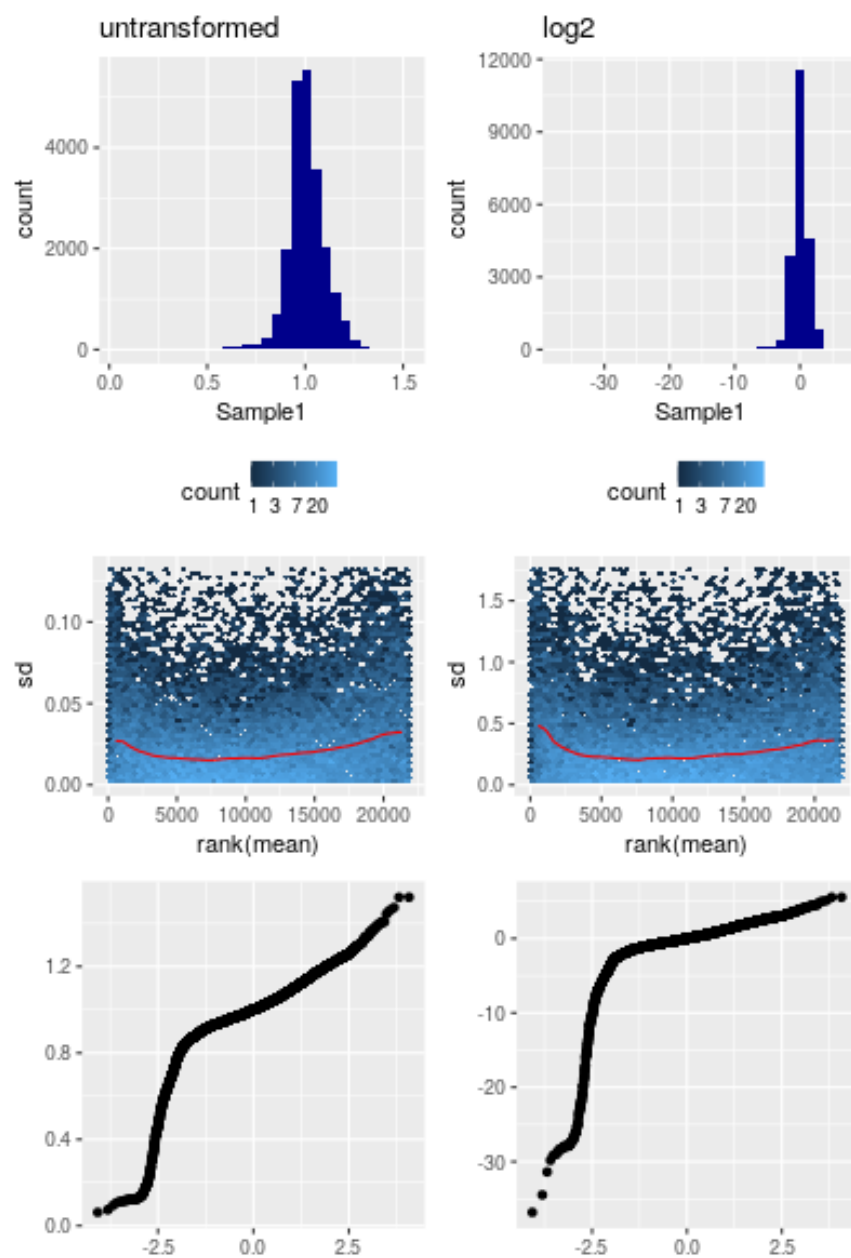 untransformed log2
4000
2000
0
count
0.0 0.5 1.0 1.5
Sample1
12000
9000
6000
3000
0
count
-30 -20 -10 0
Sample1
count 1 3 7 20
count 1 3 7 20
0.10
0.05
0.00
sd
0 5000 10000 15000 20000
rank(mean)
1.5
1.0
0.5
0.0
sd
0 5000 10000 15000 20000
rank(mean)
1.2
0.8
0.4
0.0
-2.5 0.0 2.5
0
-10
-20
-30
-2.5 0.0 2.5